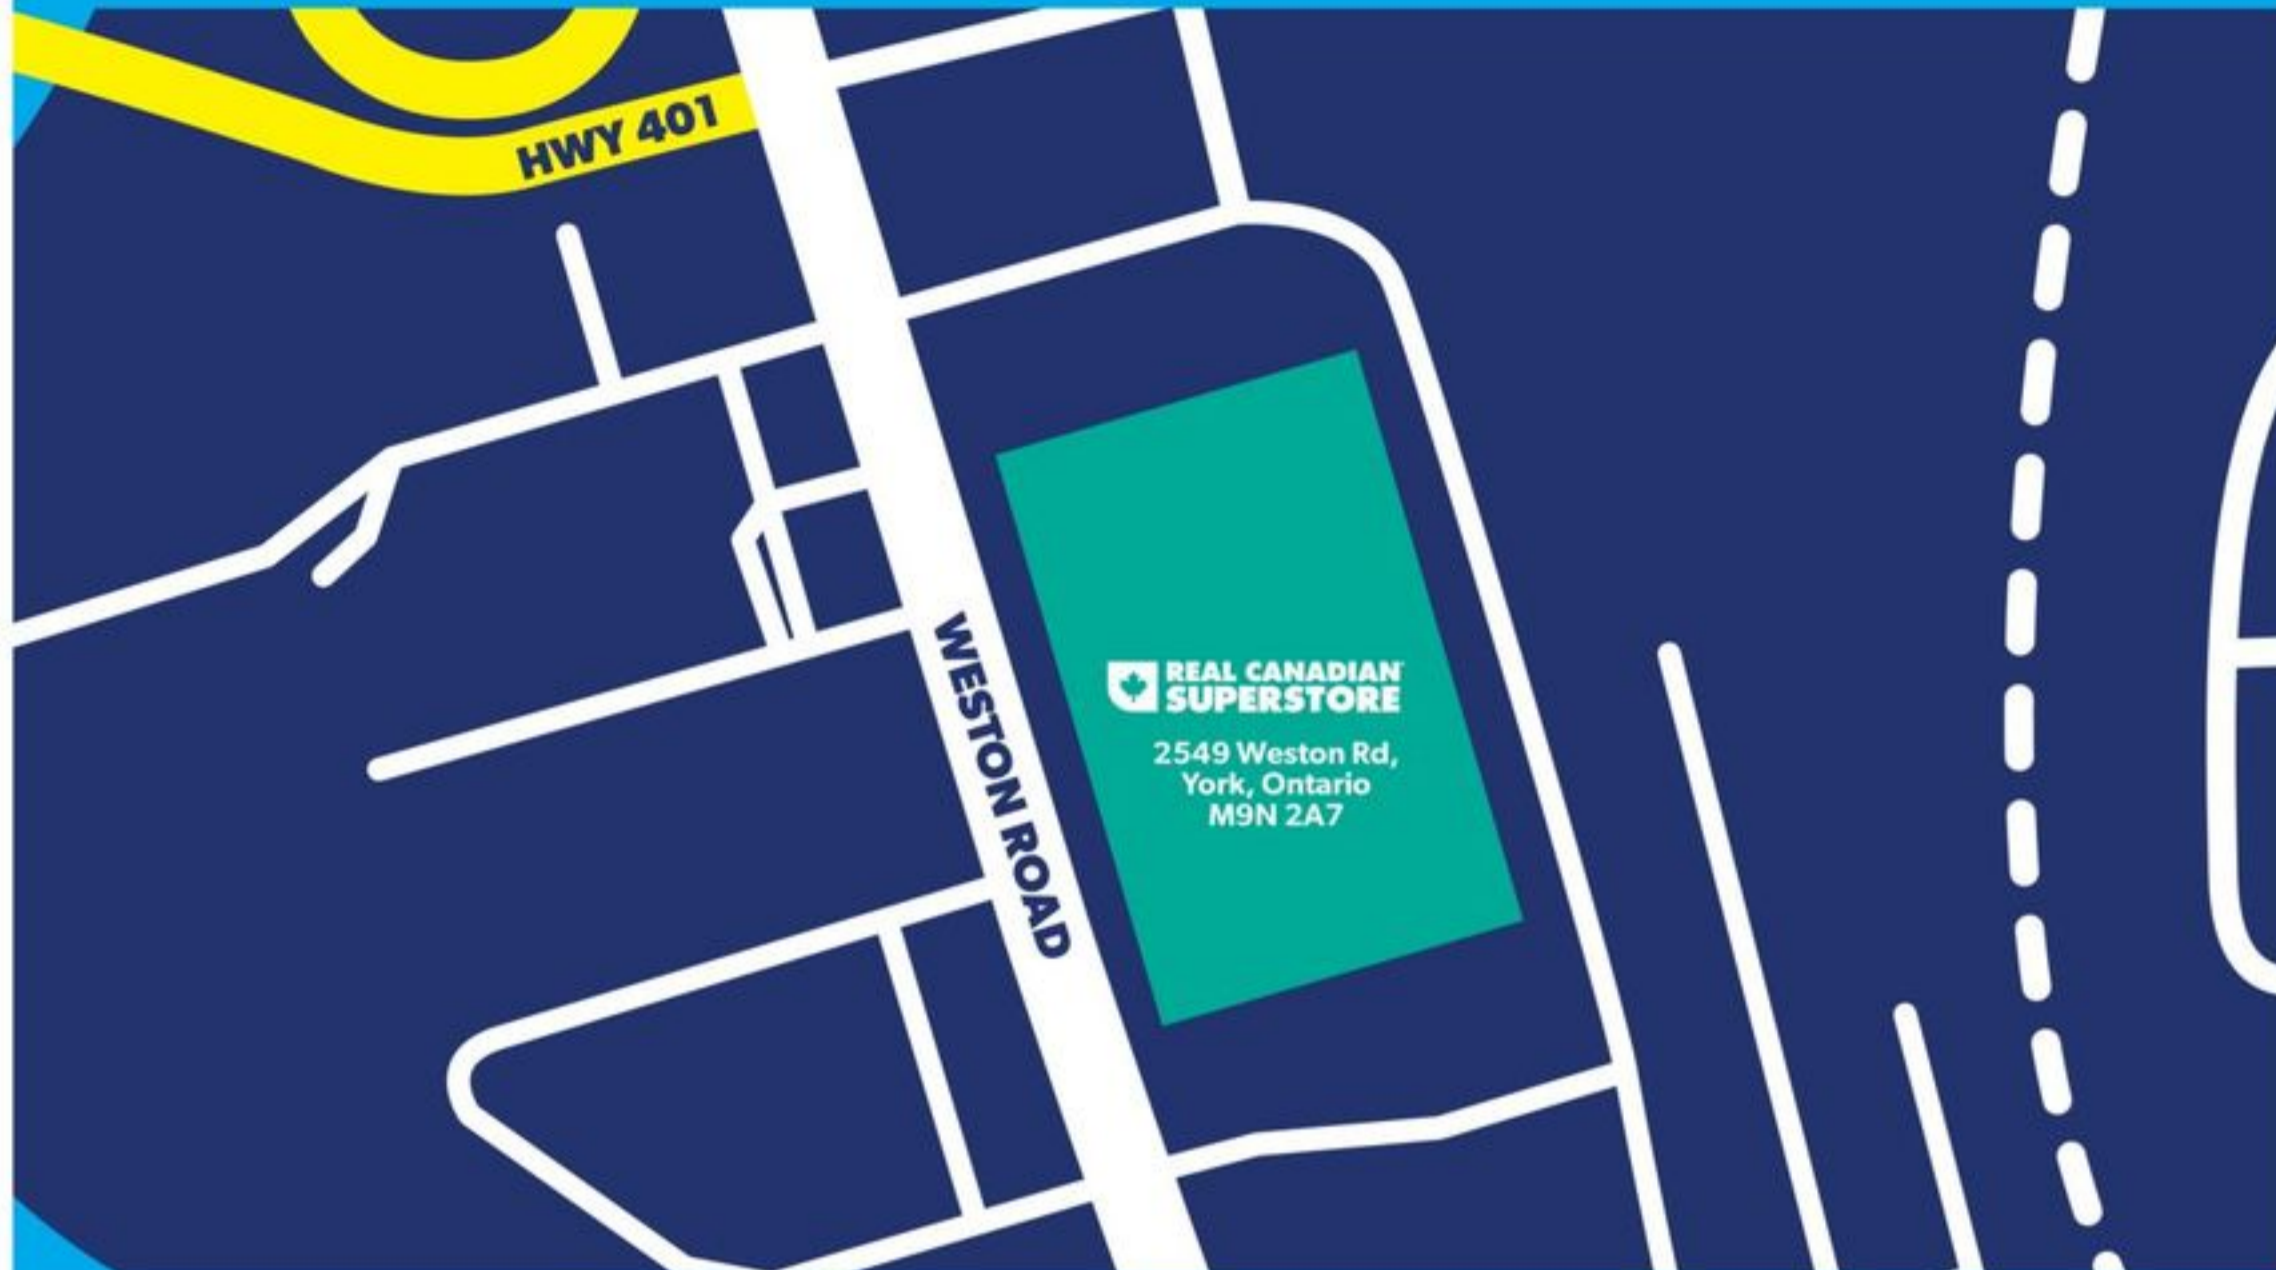 HWY 401
WESTON ROAD
REAL CANADIAN
SUPERSTORE
2549 Weston Rd,
York, Ontario
M9N 2A7